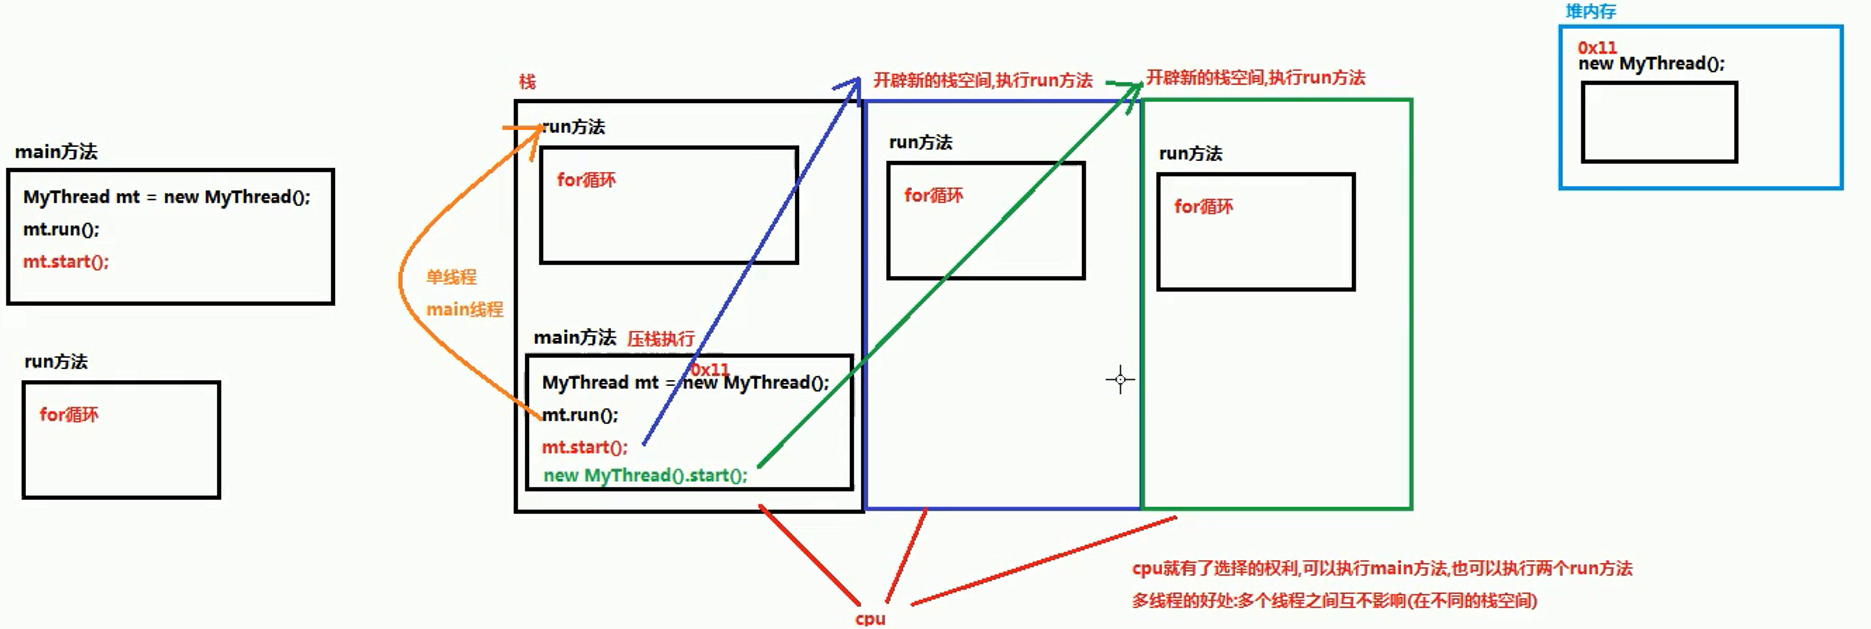 main方法
MyThread mt = new MyThread();
mt.run();
mt.start();
run方法
for循环
单线程
main线程
栈
run方法
for循环
main方法 压栈执行
0x11
MyThread mt = new MyThread();
mt.run();
mt.start();
new MyThread().start();
开辟新的栈空间,执行run方法
run方法
for循环
开辟新的栈空间,执行run方法
run方法
for循环
堆内存
0x11
new MyThread();
cpu
cpu就有了选择的权利,可以执行main方法,也可以执行两个run方法
多线程的好处:多个线程之间互不影响(在不同的栈空间)